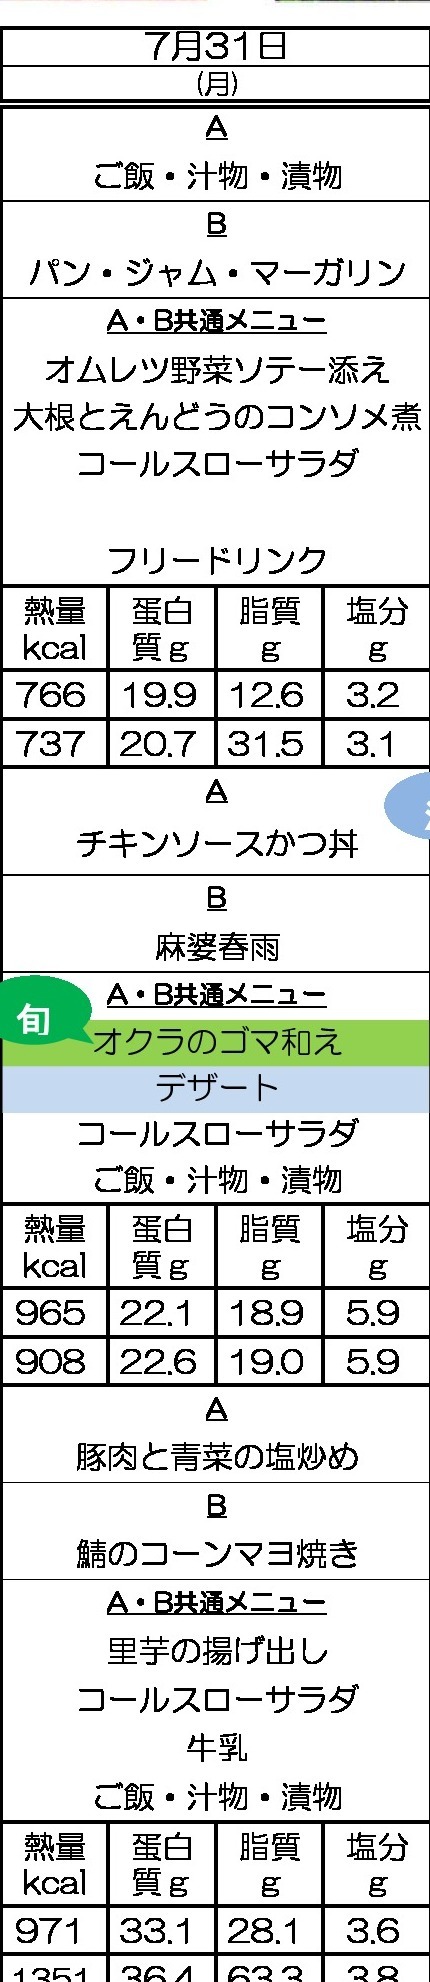 7月31日
(月)
A
ご飯・汁物・漬物
B
パン・ジャム・マーガリン
A・B共通メニュー
オムレツ野菜ソテー添え
大根とえんどうのコンソメ煮
コールスローサラダ
フリードリンク
熱量 蛋白 脂質 塩分
kcal 質g g g
766 19.9 12.6 3.2
737 20.7 31.5 3.1
A
チキンソースかつ丼
B
麻婆春雨
A・B共通メニュー
旬
オクラのゴマ和え
デザート
コールスローサラダ
ご飯・汁物・漬物
熱量 蛋白 脂質 塩分
kcal 質g g g
965 22.1 18.9 5.9
908 22.6 19.0 5.9
A
豚肉と青菜の塩炒め
B
鯖のコーンマヨ焼き
A・B共通メニュー
里芋の揚げ出し
コールスローサラダ
牛乳
ご飯・汁物・漬物
熱量 蛋白 脂質 塩分
kcal 質g g g
971 33.1 28.1 3.6
1351 36.4 63.3 3.8